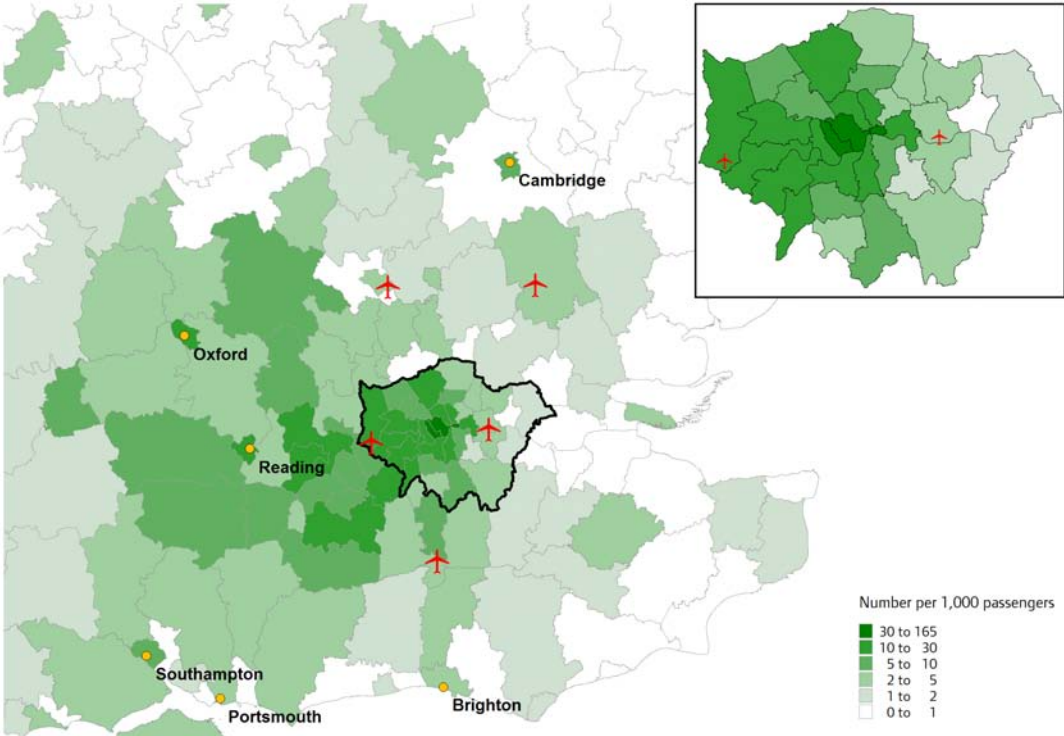 Cambridge
Oxford
Reading
Southampton
Portsmouth
Brighton
Number per 1,000 passengers
30 to 165
10 to 30
5 to 10
2 to 5
1 to 2
0 to 1